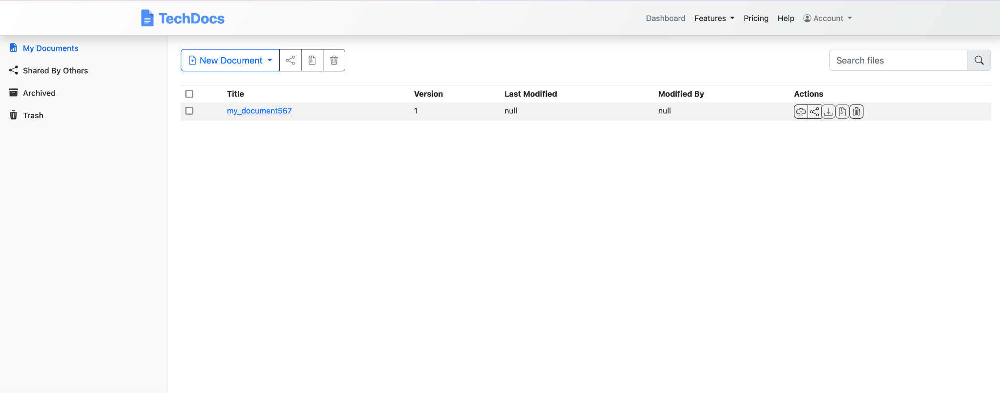 TechDocs
Dashboard Features Pricing Help Account
My Documents
Shared By Others
Archived
Trash
New Document
Search files
Title Version Last Modified Modified By Actions
my_document567 1 null null